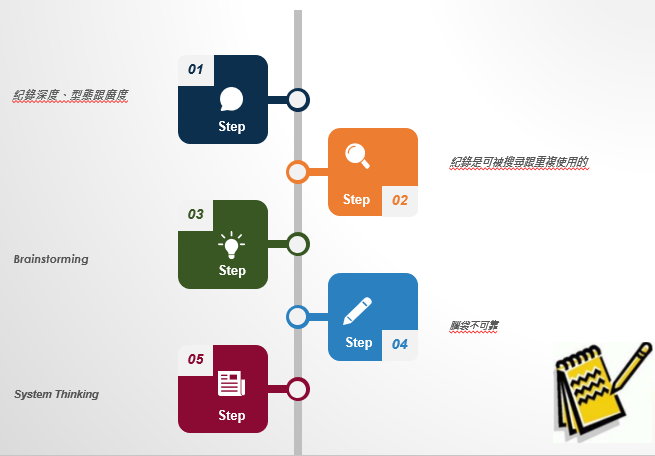 01
紀錄深度、型態跟廣度
Step
紀錄是可被搜尋跟重複使用的
Step
02
03
Brainstorming
Step
腦袋不可靠
Step
04
05
System Thinking
Step